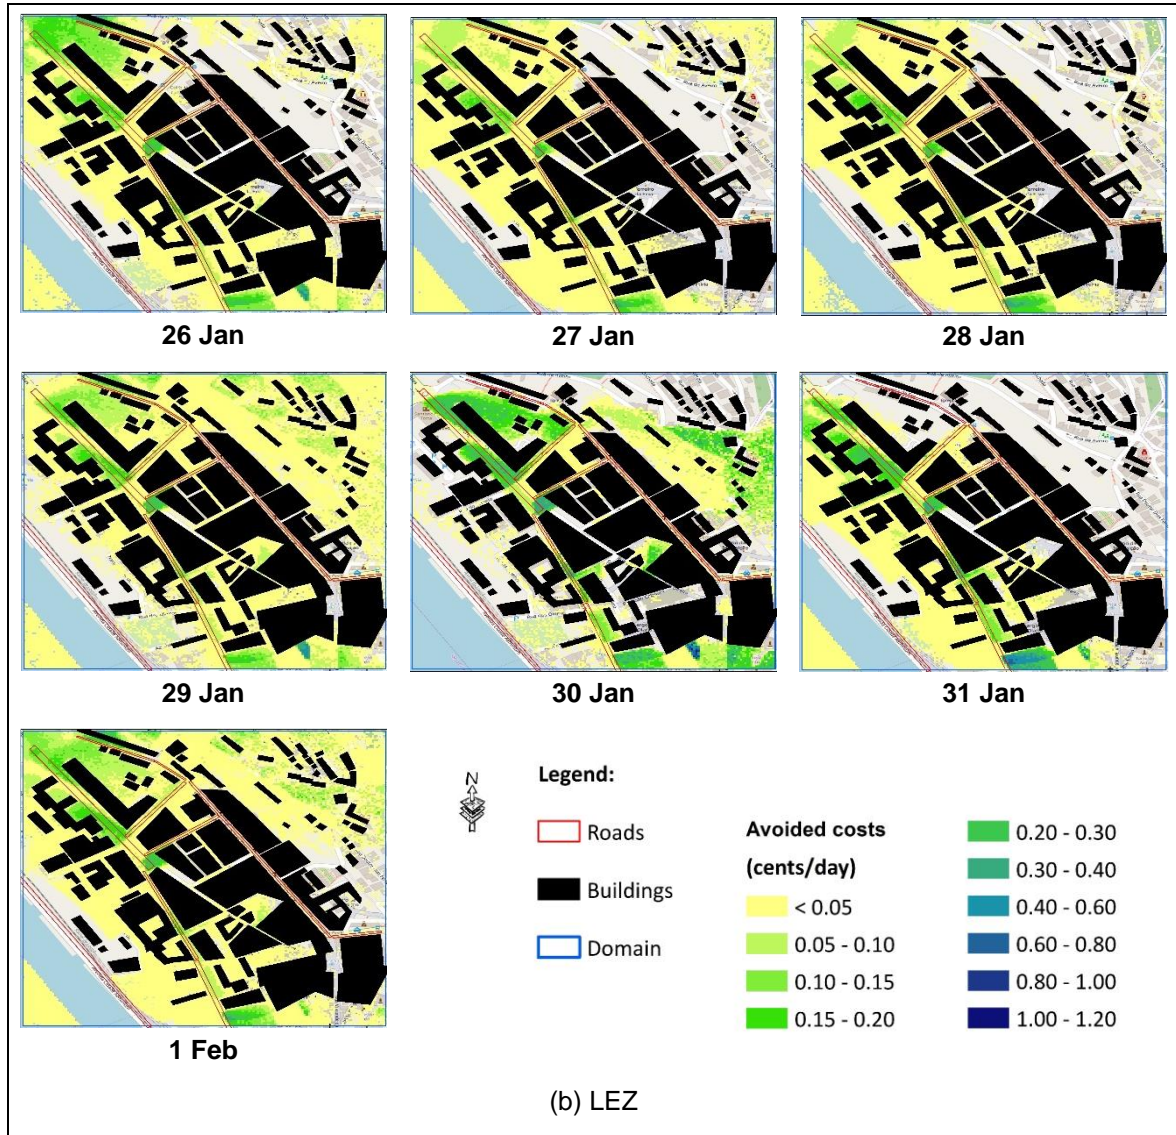 26 Jan
27 Jan
28 Jan
29 Jan
30 Jan
31 Jan
1 Feb
N
Legend:
Roads
Buildings
Domain
Avoided costs
(cents/day)
< 0.05
0.05 - 0.10
0.10 - 0.15
0.15 - 0.20
0.20 - 0.30
0.30 - 0.40
0.40 - 0.60
0.60 - 0.80
0.80 - 1.00
1.00 - 1.20
(b) LEZ